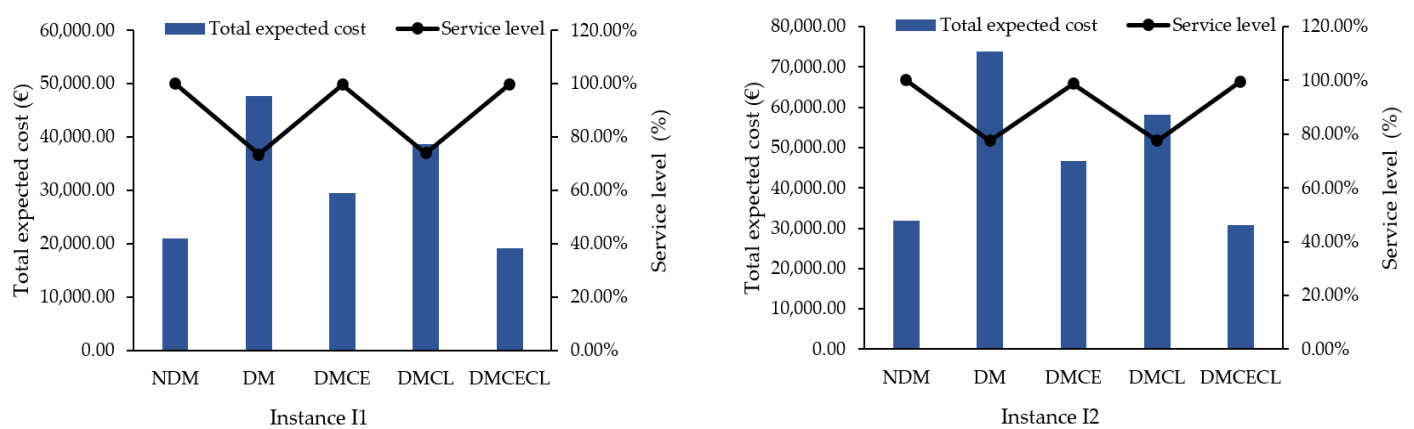 Total expected cost
Service level
Total expected cost (€)
60,000.00
50,000.00
40,000.00
30,000.00
20,000.00
10,000.00
0.00
120.00%
100.00%
80.00%
60.00%
40.00%
20.00%
0.00%
Service level (%)
NDM DM DMCE DMCL DMCECL
Instance I1
Total expected cost
Service level
Total expected cost (€)
80,000.00
70,000.00
60,000.00
50,000.00
40,000.00
30,000.00
20,000.00
10,000.00
0.00
120.00%
100.00%
80.00%
60.00%
40.00%
20.00%
0.00%
Service level (%)
NDM DM DMCE DMCL DMCECL
Instance I2